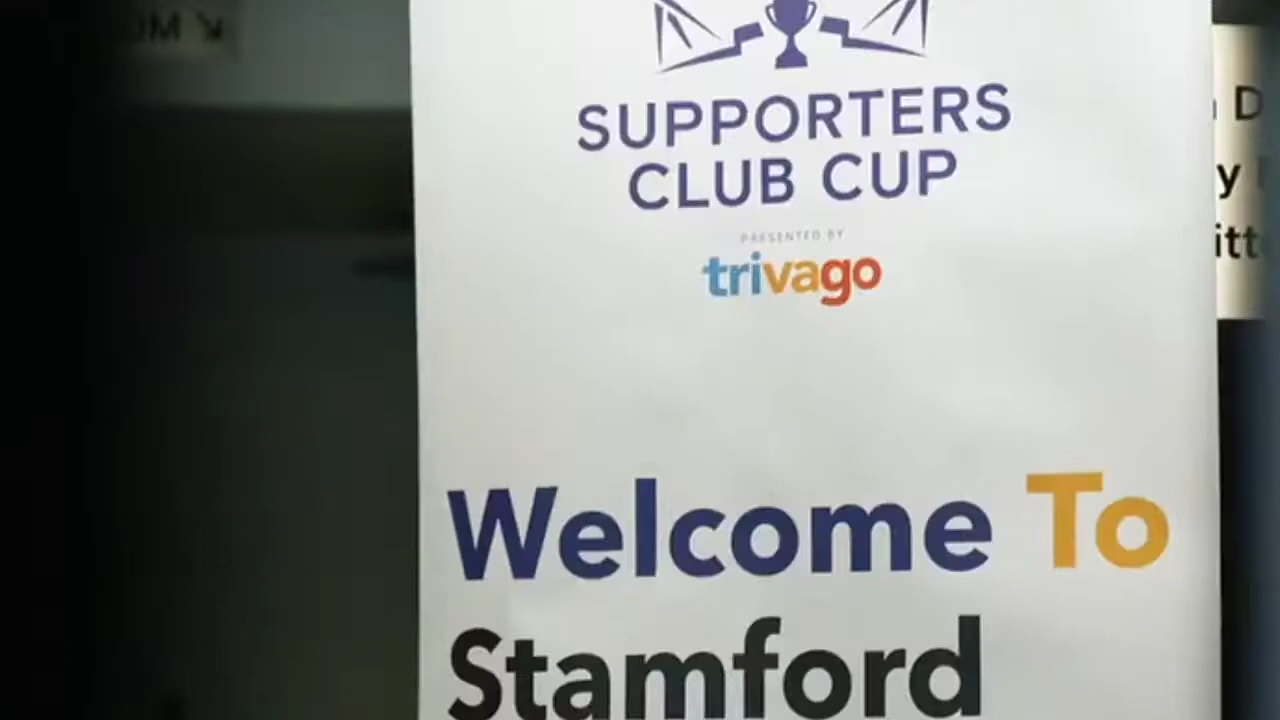 SUPPORTERS
CLUB CUP
PRESENTED BY
trivago
Welcome To
Stamford